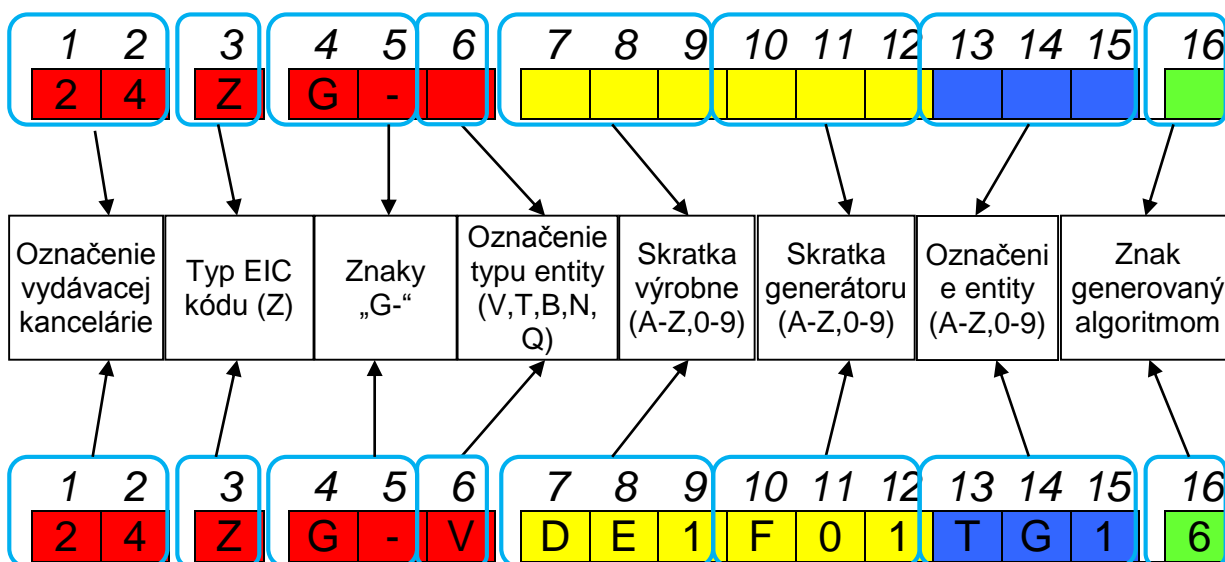 1 2 3 4 5 6 7 8 9 10 11 12 13 14 15 16
2 4 Z G -
Označenie
vydávacej
kancelárie
Typ EIC
kódu (Z)
Znaky
„G-“
Označenie
typu entity
(V,T,B,N,
Q)
Skratka
výrobne
(A-Z,0-9)
Skratka
generátoru
(A-Z,0-9)
Označeni
e entity
(A-Z,0-9)
Znak
generovaný
algoritmom
1 2 3 4 5 6 7 8 9 10 11 12 13 14 15 16
2 4 Z G - V D E 1 F 0 1 T G 1 6